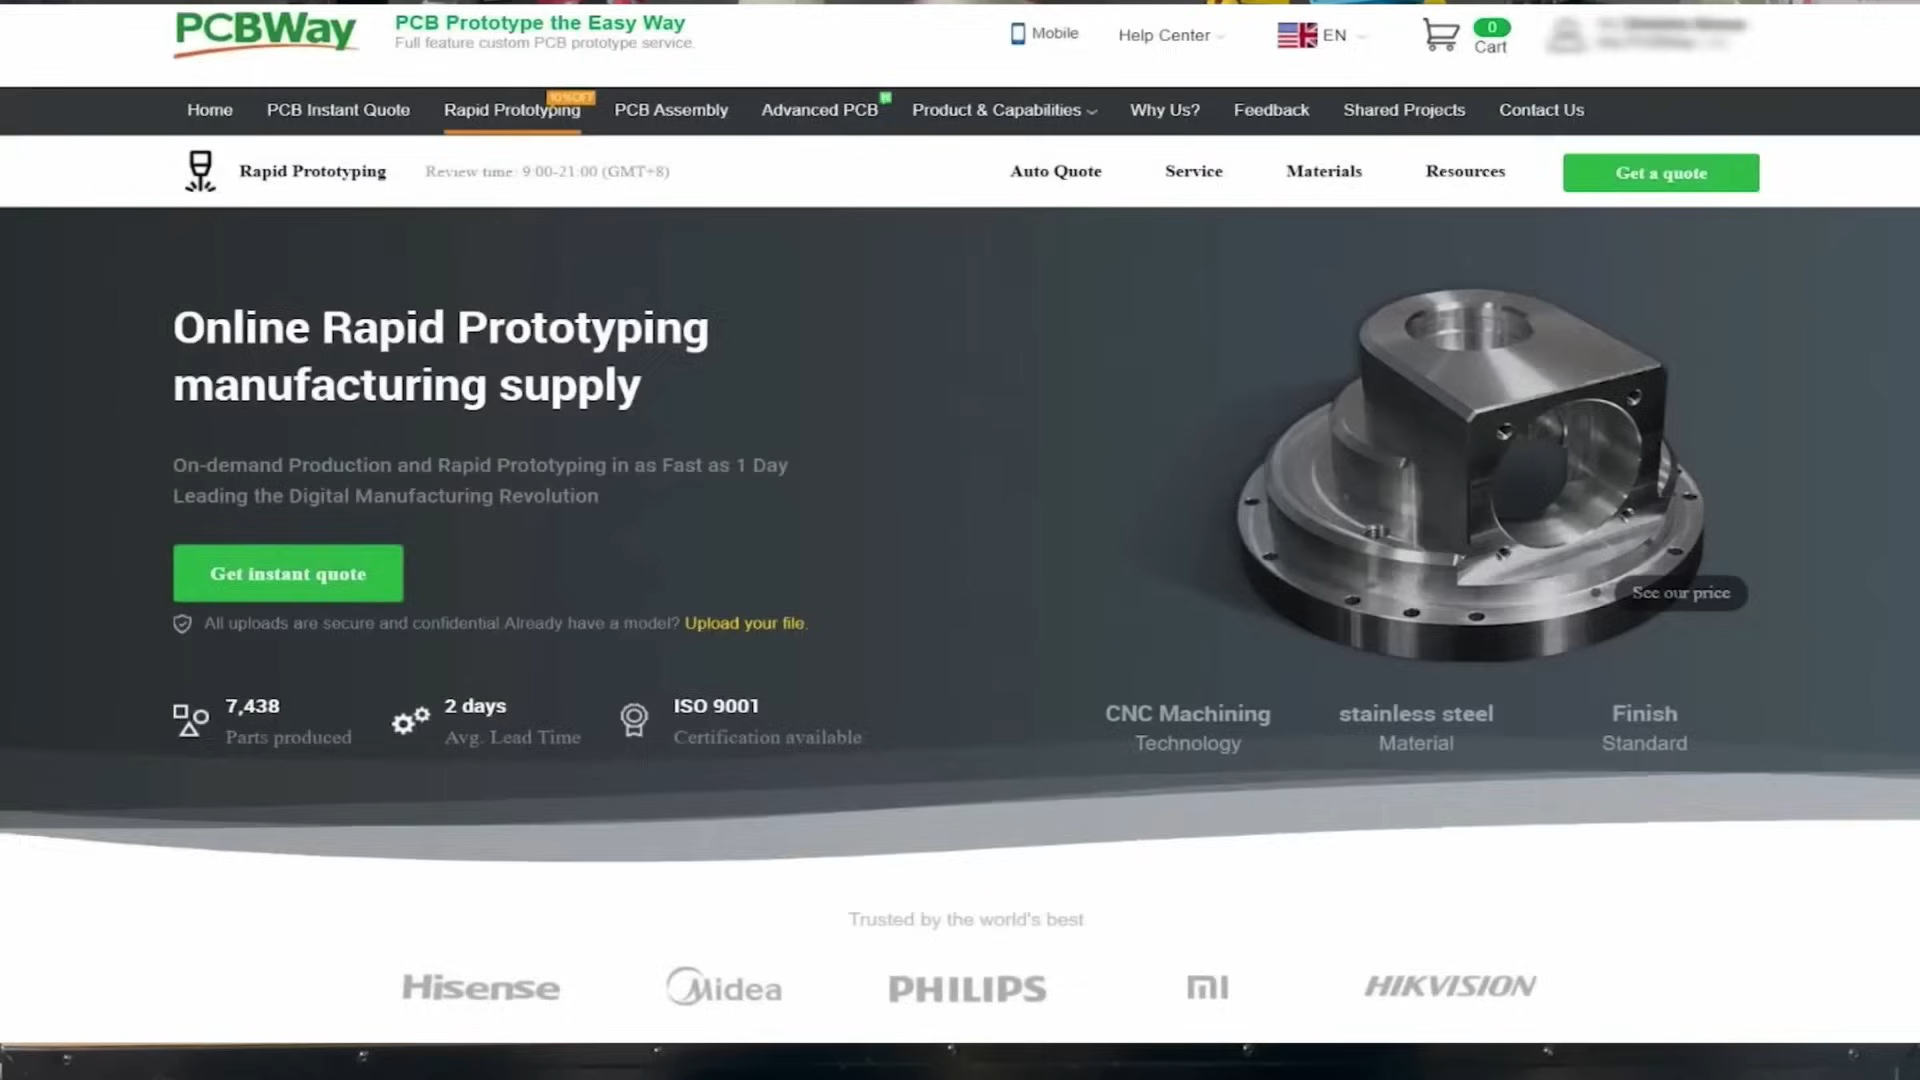 PCBWay
PCB Prototype the Easy Way
Full feature custom PCB prototype service.
Mobile
Help Center
EN
0
Cart
Home
PCB Instant Quote
Rapid Prototyping
10%OFF
PCB Assembly
Advanced PCB
Product & Capabilities
Why Us?
Feedback
Shared Projects
Contact Us
Rapid Prototyping
Review time: 9:00-21:00 (GMT+8)
Auto Quote
Service
Materials
Resources
Get a quote
Online Rapid Prototyping
manufacturing supply
On-demand Production and Rapid Prototyping in as Fast as 1 Day
Leading the Digital Manufacturing Revolution
Get instant quote
All uploads are secure and confidential Already have a model? Upload your file.
See our price
7,438
Parts produced
2 days
Avg. Lead Time
ISO 9001
Certification available
CNC Machining
Technology
stainless steel
Material
Finish
Standard
Trusted by the world's best
Hisense
Midea
PHILIPS
MI
HIKVISION